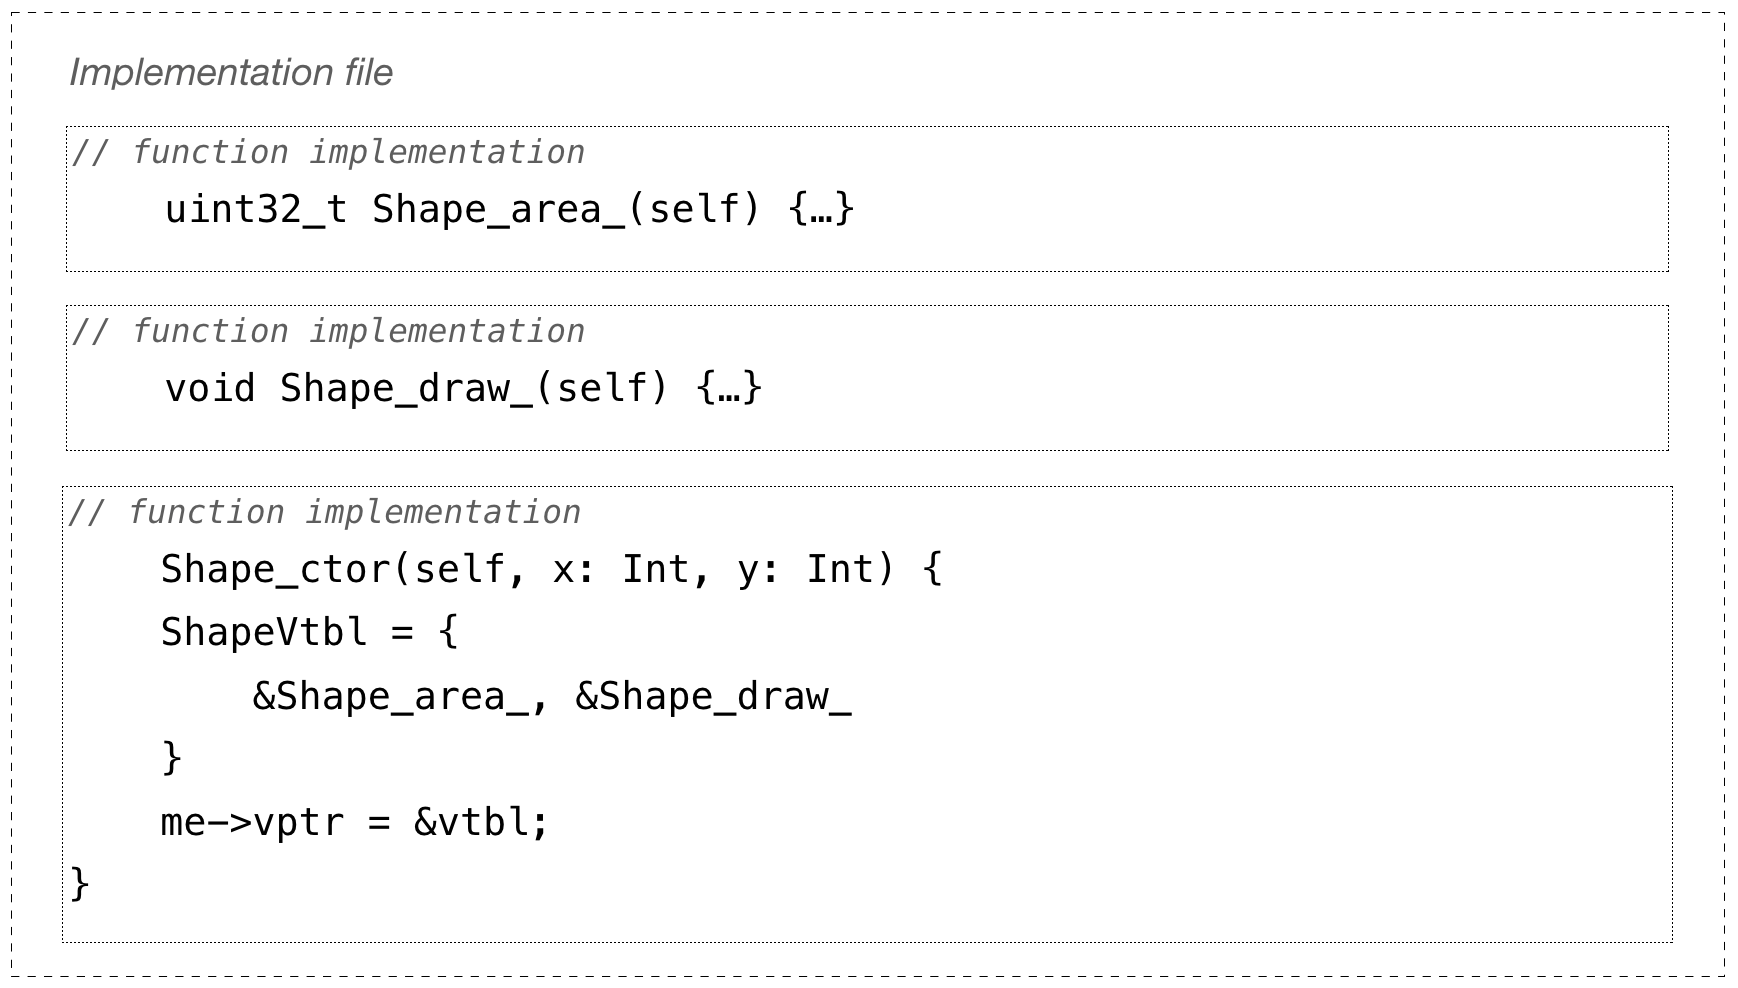 Implementation file
// function implementation
uint32_t Shape_area_(self) {…}
// function implementation
void Shape_draw_(self) {…}
// function implementation
Shape_ctor(self, x: Int, y: Int) {
ShapeVtbl = {
&Shape_area_, &Shape_draw_
}
me->vptr = &vtbl;
}